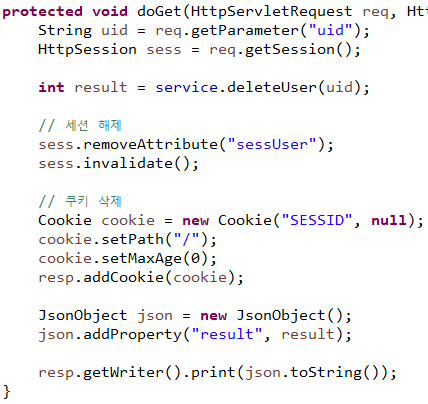 protected void doGet(HttpServletRequest req, Htt
String uid = req.getParameter("uid");
HttpSession sess = req.getSession();
int result = service.deleteUser(uid);
// 세션 해제
sess.removeAttribute("sessUser");
sess.invalidate();
// 쿠키 삭제
Cookie cookie = new Cookie("SESSID", null);
cookie.setPath("/");
cookie.setMaxAge(0);
resp.addCookie(cookie);
JsonObject json = new JsonObject();
json.addProperty("result", result);
resp.getWriter().print(json.toString());
}